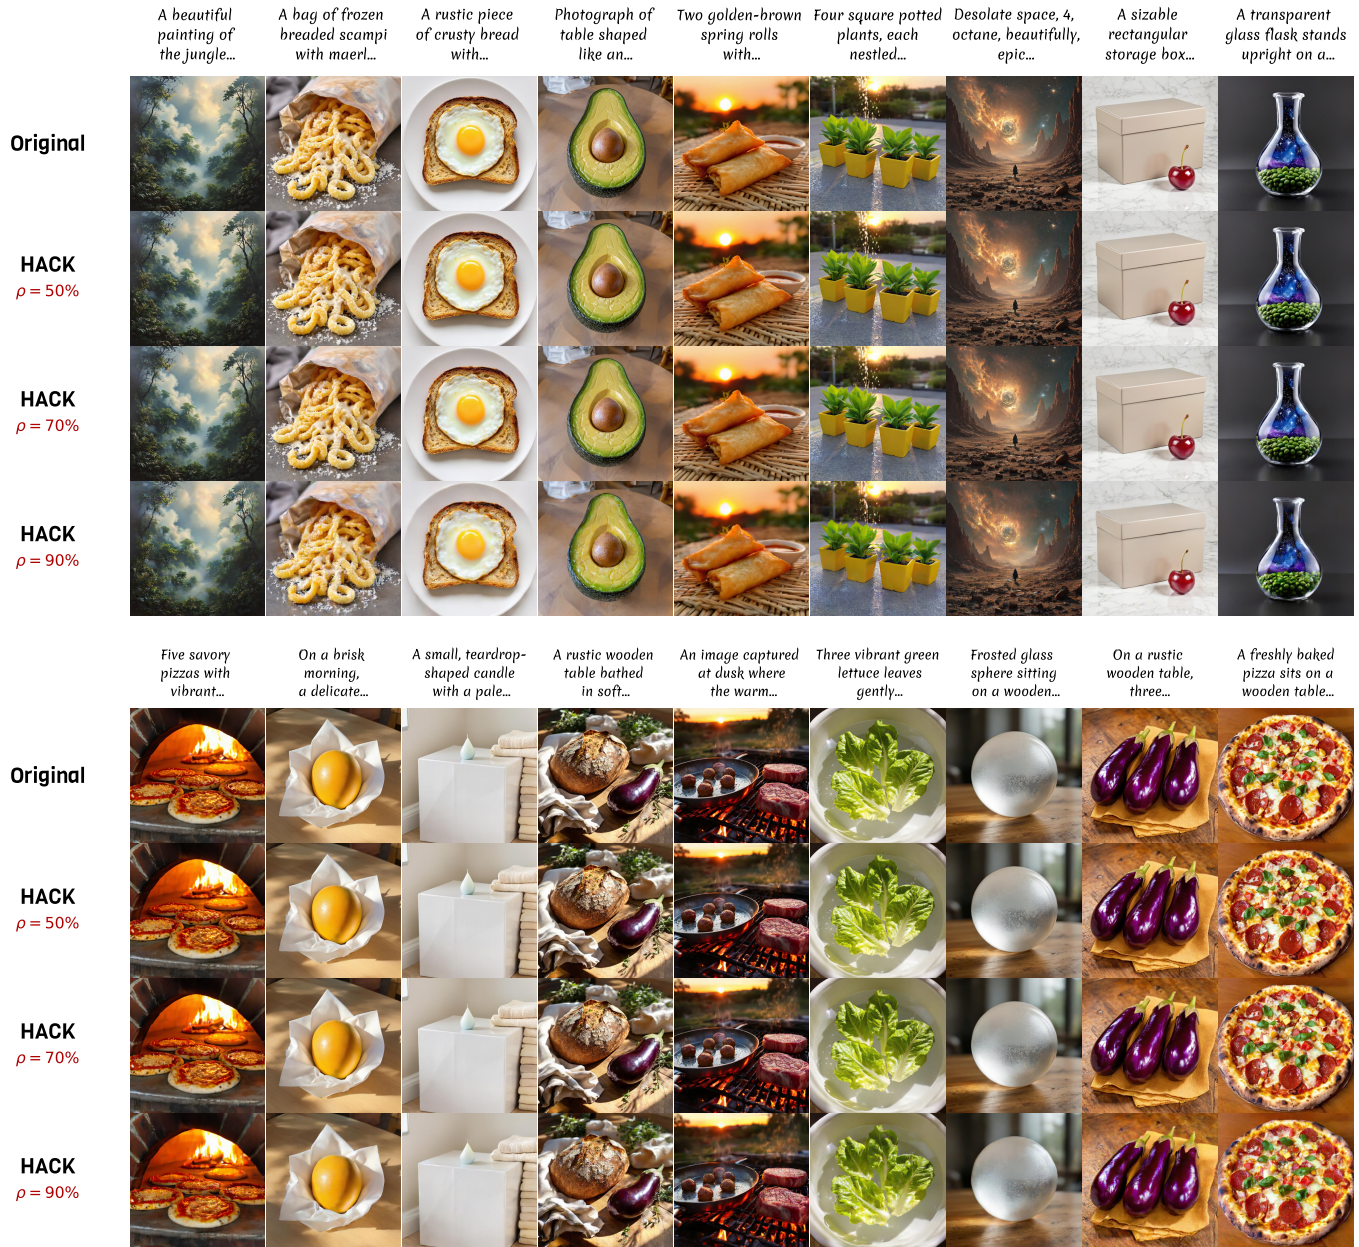 A beautiful
painting of
the jungle...
A bag of frozen
breaded scampi
with maerl...
A rustic piece
of crusty bread
with...
Photograph of
table shaped
like an...
Two golden-brown
spring rolls
with...
Four square potted
plants, each
nestled...
Desolate space, 4,
octane, beautifully,
epic...
A sizable
rectangular
storage box...
A transparent
glass flask stands
upright on a...
Original
HACK
ρ = 50%
HACK
ρ = 70%
HACK
ρ = 90%
Five savory
pizzas with
vibrant...
On a brisk
morning,
a delicate...
A small, teardrop-
shaped candle
with a pale...
A rustic wooden
table bathed
in soft...
An image captured
at dusk where
the warm...
Three vibrant green
lettuce leaves
gently...
Frosted glass
sphere sitting
on a wooden...
On a rustic
wooden table,
three...
A freshly baked
pizza sits on a
wooden table...
Original
HACK
ρ = 50%
HACK
ρ = 70%
HACK
ρ = 90%